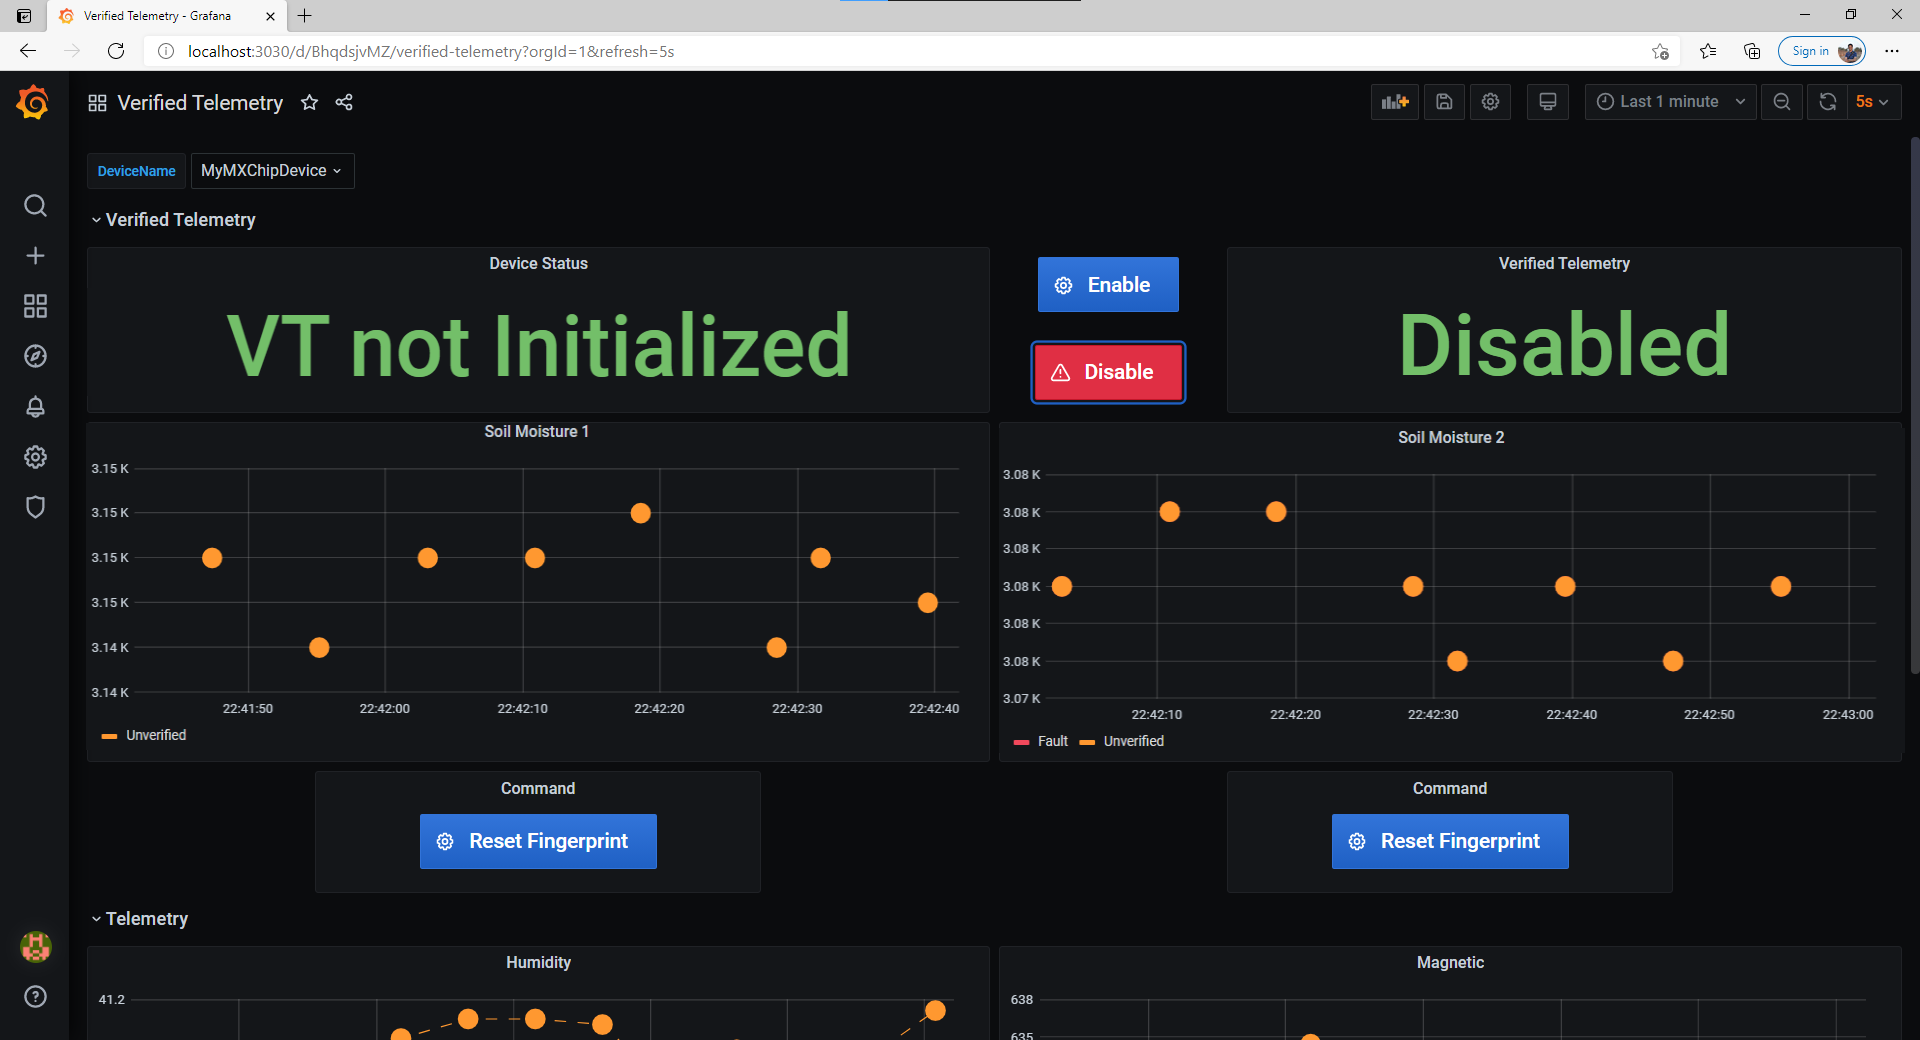 Verified Telemetry - Grafana
localhost:3030/d/BhqdsjvMZ/verified-telemetry?orgId=1&refresh=5s
Sign in
Verified Telemetry
Last 1 minute
5s
DeviceName
MyMXChipDevice
Verified Telemetry
Device Status
VT not Initialized
Enable
Disable
Verified Telemetry
Disabled
Soil Moisture 1
3.15 K
3.15 K
3.15 K
3.15 K
3.14 K
3.14 K
22:41:50 22:42:00 22:42:10 22:42:20 22:42:30 22:42:40
Unverified
Soil Moisture 2
3.08 K
3.08 K
3.08 K
3.08 K
3.08 K
3.08 K
3.07 K
22:42:10 22:42:20 22:42:30 22:42:40 22:42:50 22:43:00
Fault Unverified
Command
Reset Fingerprint
Command
Reset Fingerprint
Telemetry
Humidity
41.2
Magnetic
638
635